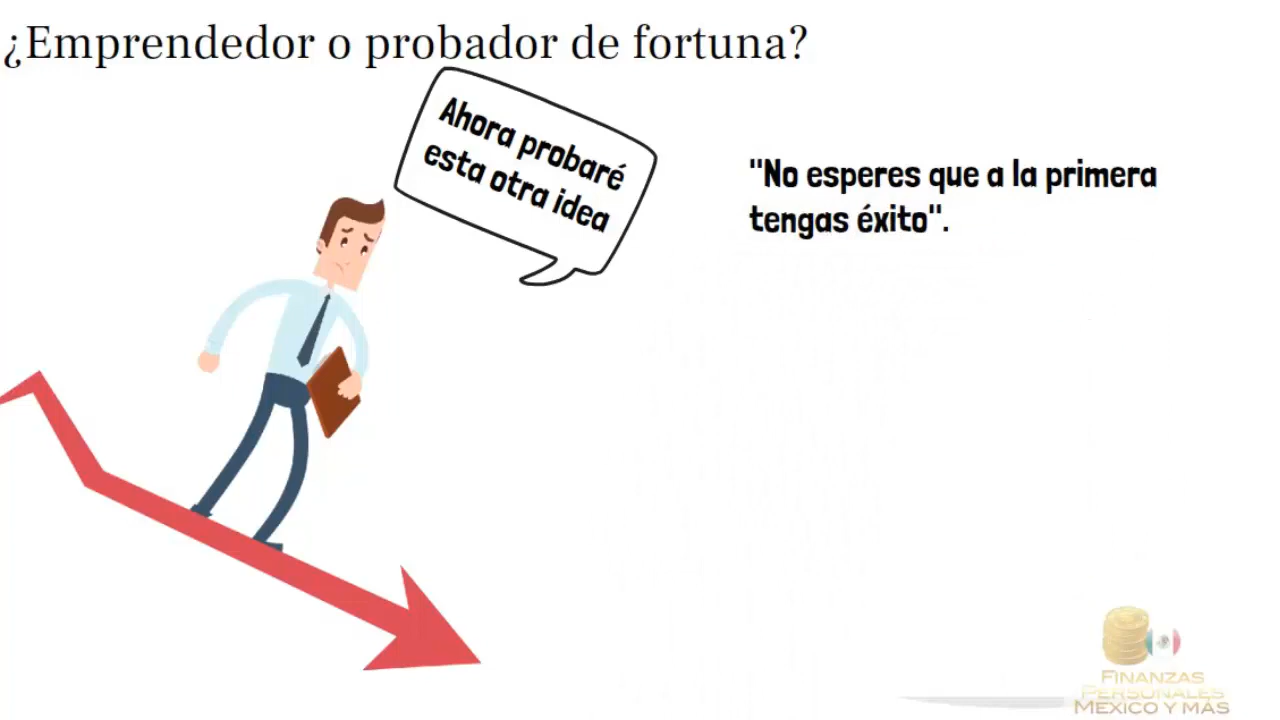 ¿Emprendedor o probador de fortuna?
Ahora probaré
esta otra idea
"No esperes que a la primera
tengas éxito".
FINANZAS
PERSONALES
MÉXICO Y MÁS